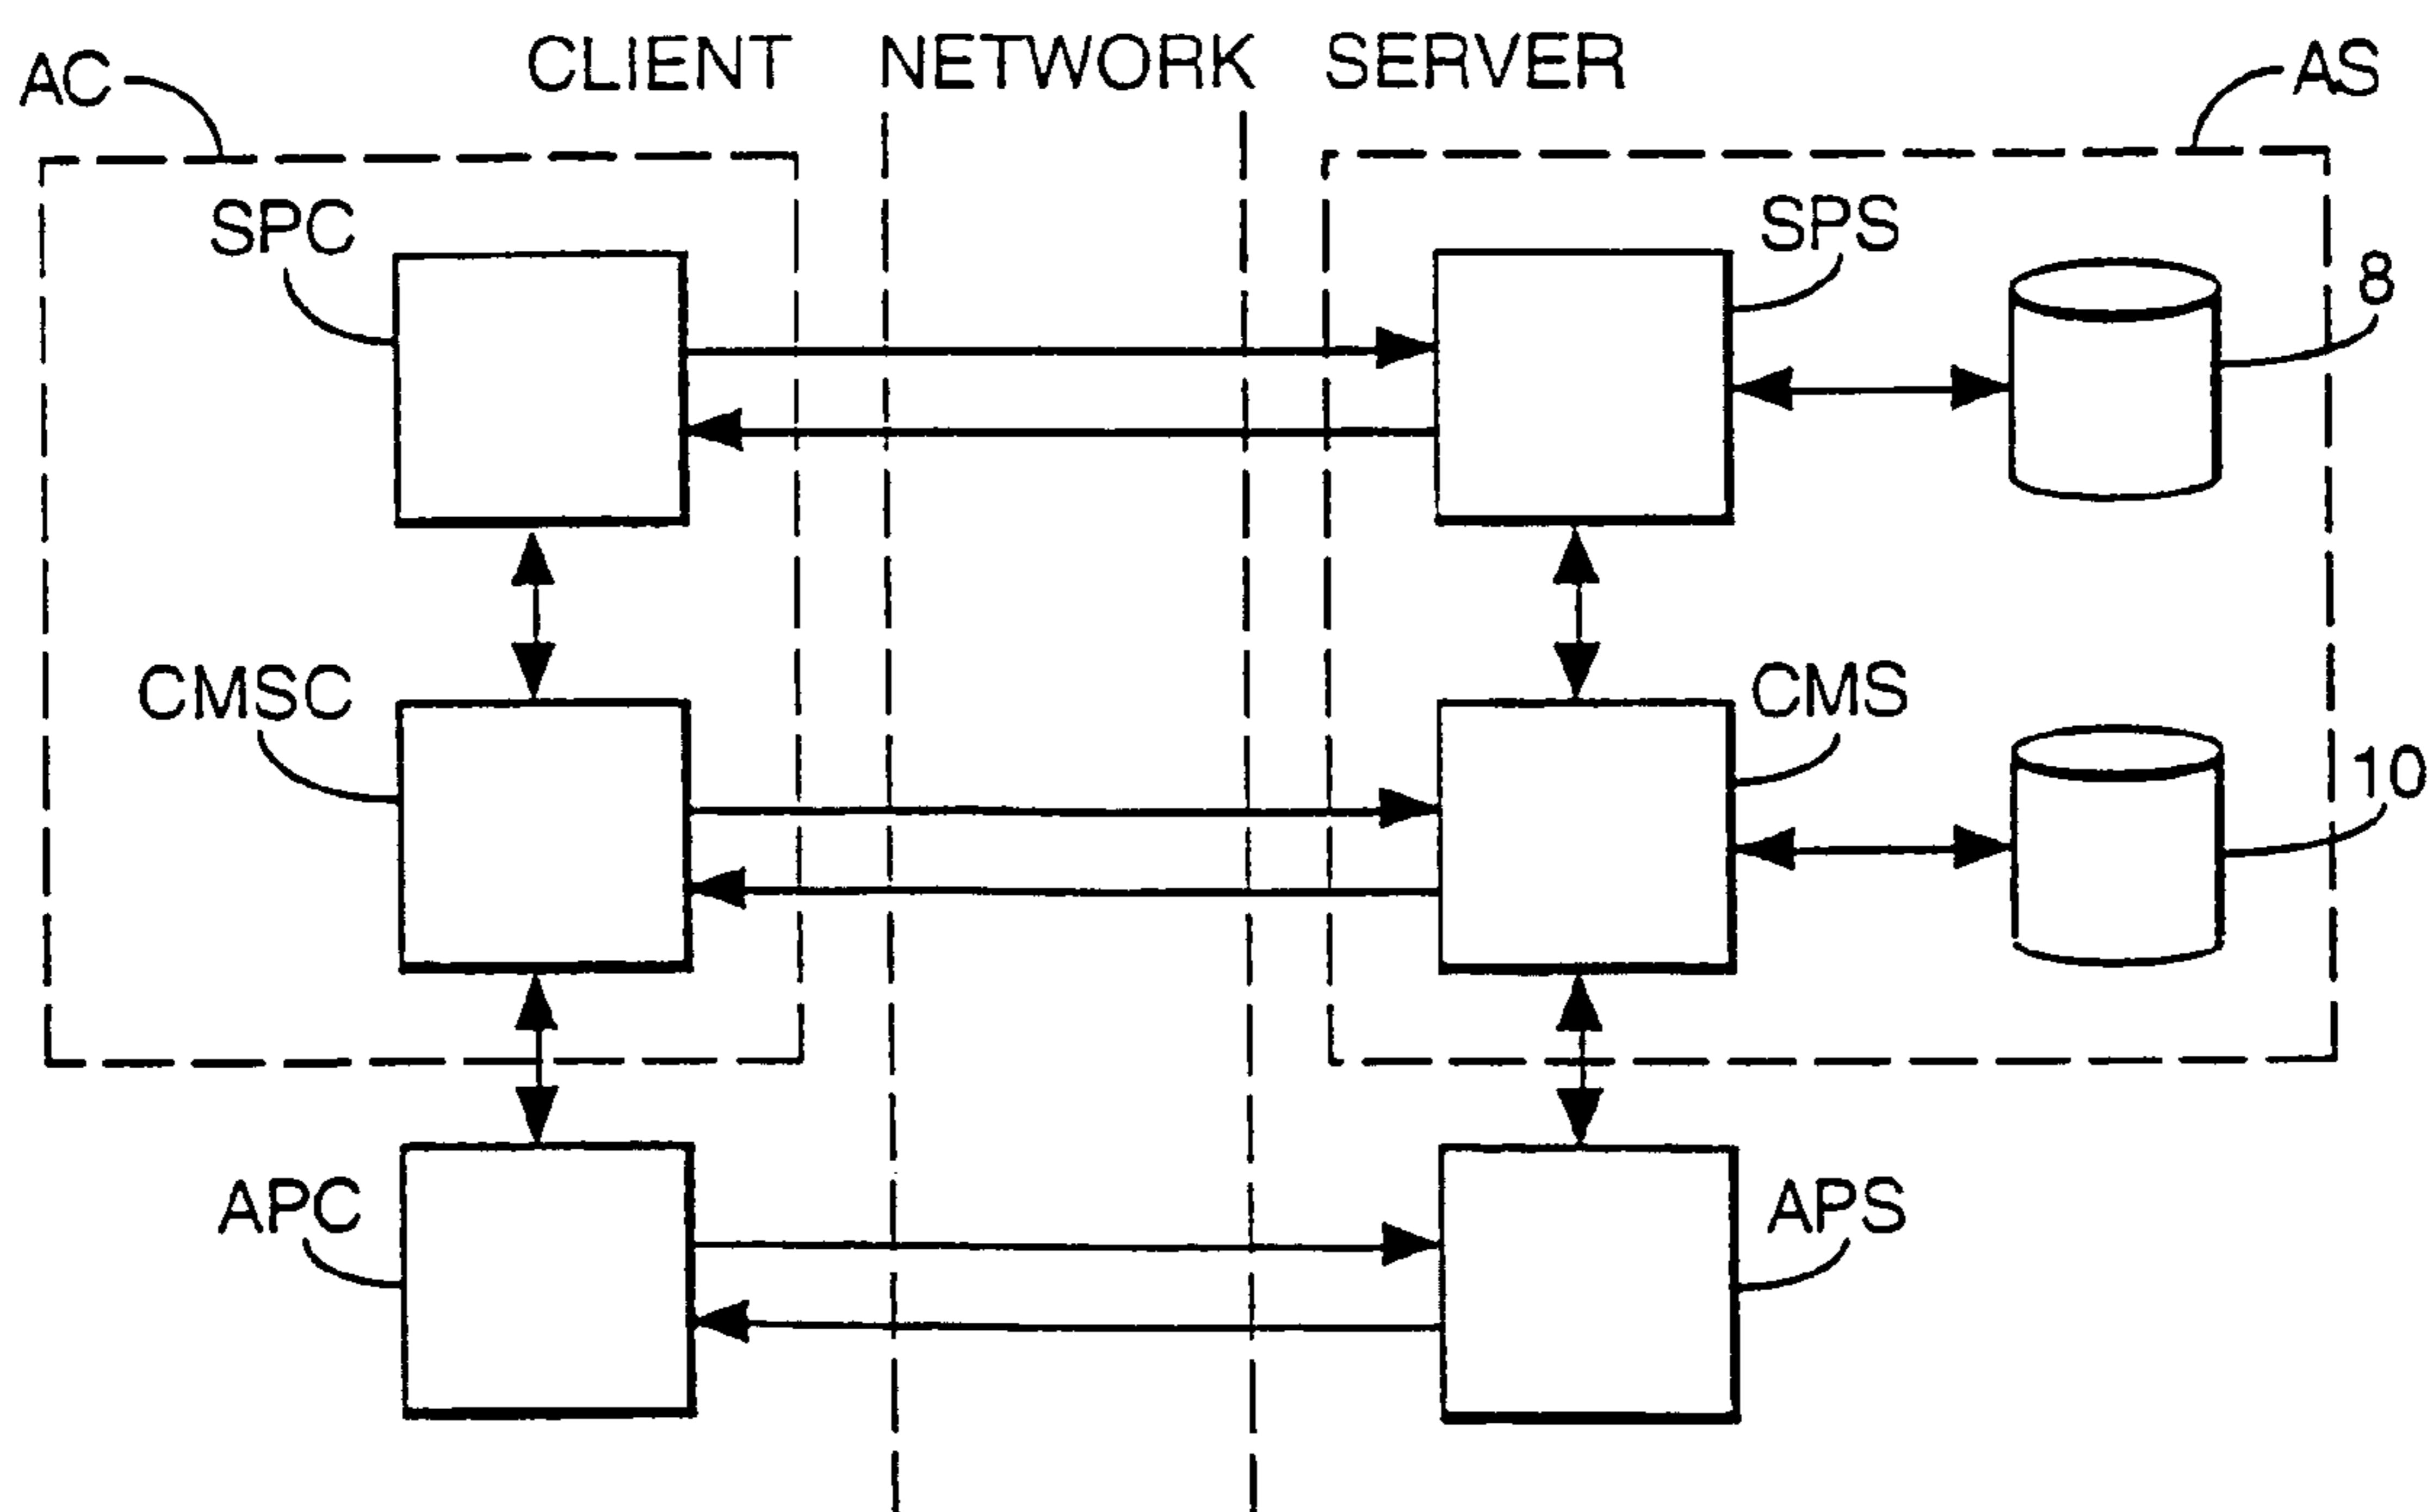 AC CLIENT NETWORK SERVER AS
SPC SPS
8
CMSC CMS
10
APC APS